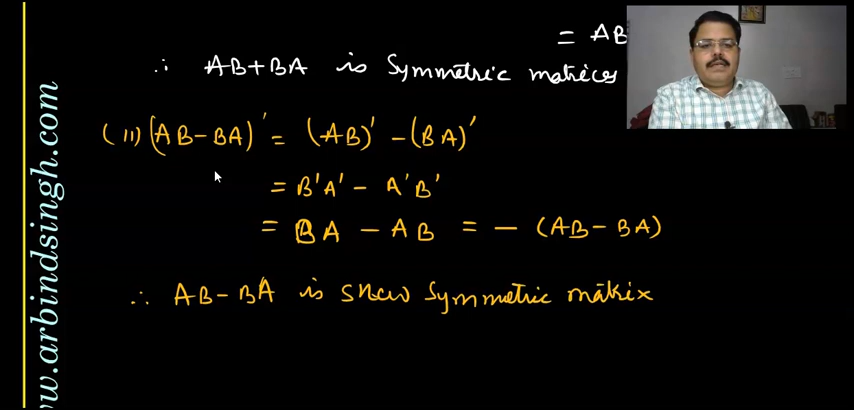 = AB
∴ AB+BA is Symmetric matrices
(ii) (AB-BA)' = (AB)' - (BA)'
= B'A' - A'B'
= BA - AB = - (AB - BA)
∴ AB - BA is Skew Symmetric matrix
www.arbindsingh.com